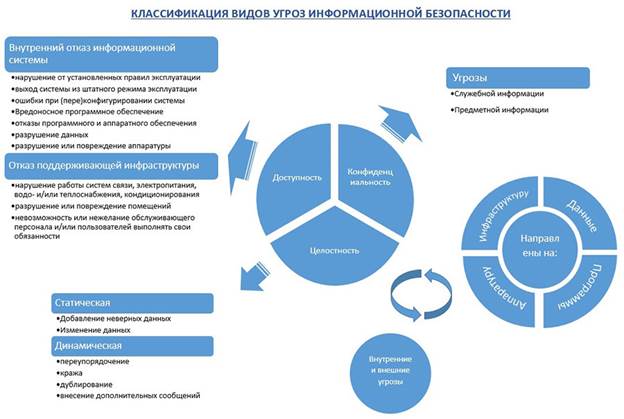 КЛАССИФИКАЦИЯ ВИДОВ УГРОЗ ИНФОРМАЦИОННОЙ БЕЗОПАСНОСТИ
Внутренний отказ информационной
системы
•нарушение от установленных правил эксплуатации
•выход системы из штатного режима эксплуатации
•ошибки при (пере)конфигурировании системы
•Вредоносное программное обеспечение
•отказы программного и аппаратного обеспечения
•разрушение данных
•разрушение или повреждение аппаратуры
Отказ поддерживающей инфраструктуры
•нарушение работы систем связи, электропитания,
водо- и/или теплоснабжения, кондиционирования
•разрушение или повреждение помещений
•невозможность или нежелание обслуживающего
персонала и/или пользователей выполнять свои
обязанности
Статическая
•Добавление неверных данных
•Изменение данных
Динамическая
•переупорядочение
•кража
•дублирование
•внесение дополнительных сообщений
Доступность
Конфиденц
иальность
Целостность
Внутренние
и внешние
угрозы
Угрозы
•Служебной информации
•Предметной информации
Инфраструктуру
Данные
Направл
ены на:
Аппаратуру
Программы